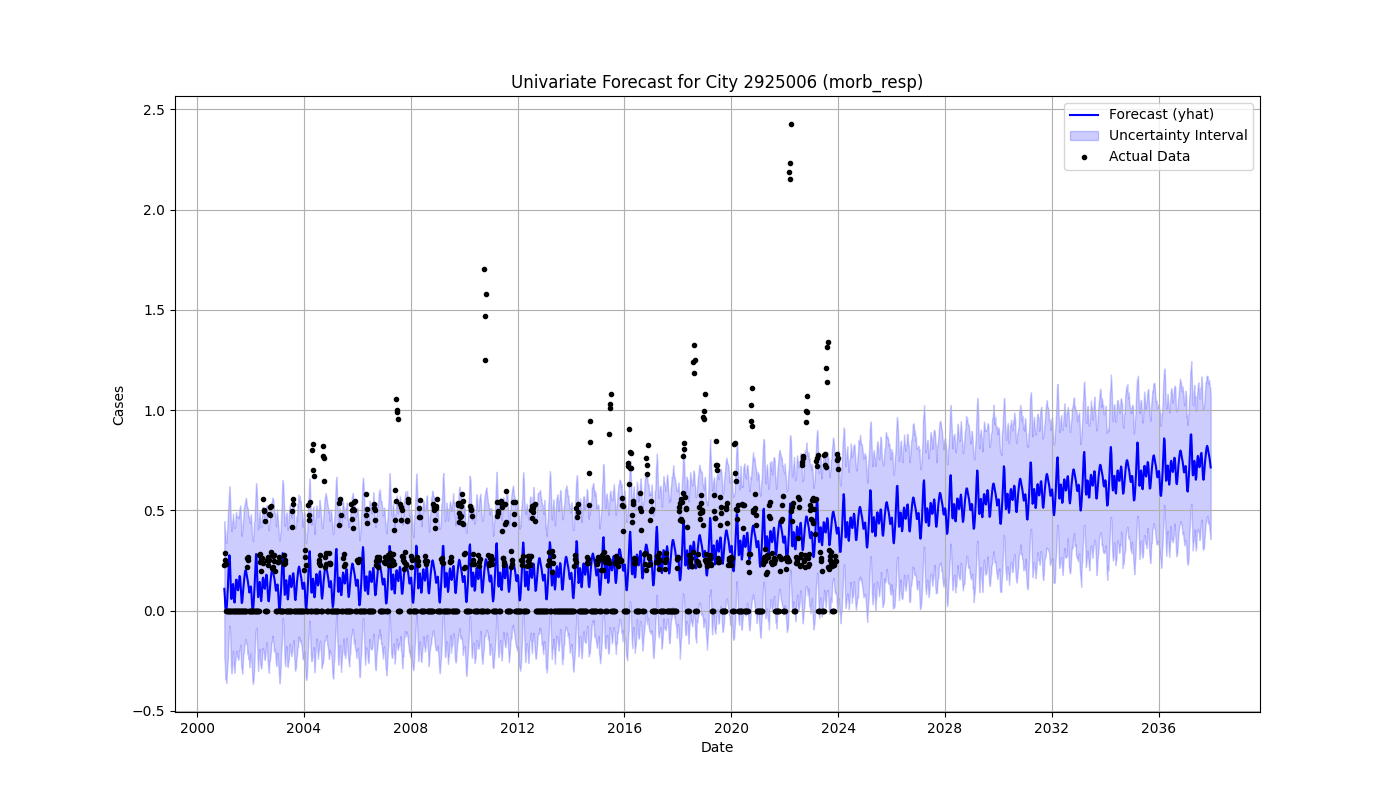 Univariate Forecast for City 2925006 (morb_resp)
Forecast (yhat)
Uncertainty Interval
Actual Data
Cases
2.5
2.0
1.5
1.0
0.5
0.0
−0.5
2000 2004 2008 2012 2016 2020 2024 2028 2032 2036
Date